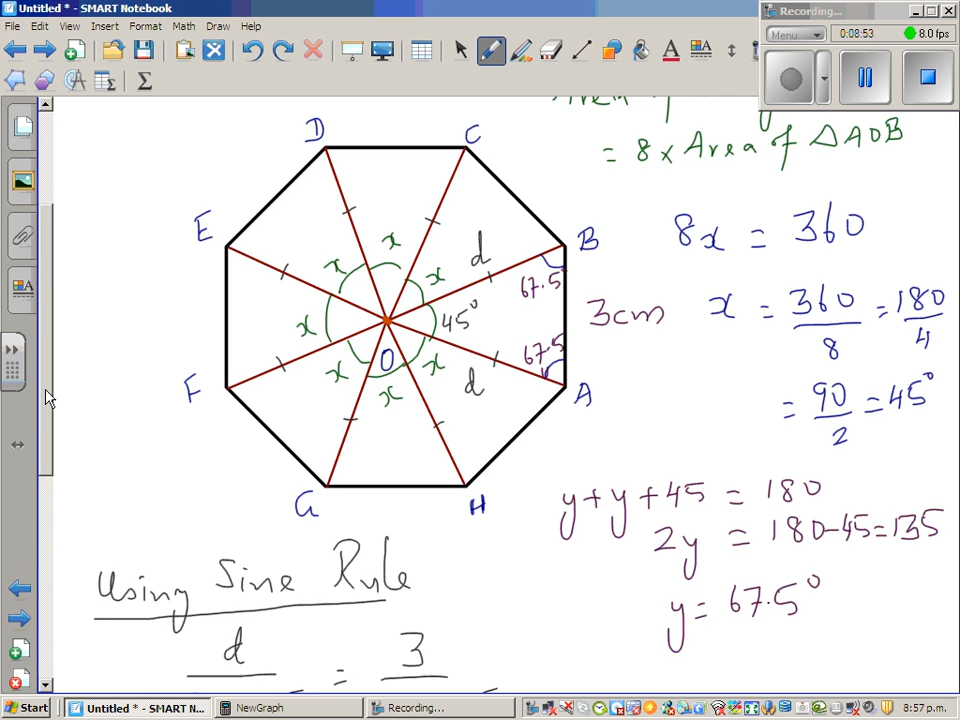 Untitled * - SMART Notebook
Recording...
File Edit View Insert Format Tools Math Draw Help
Menu
0:08:53
8.0 fps
Area of
= 8 x Area of △AOB
D
C
E
B
F
A
G
H
O
x
x
x
x
x
x
x
d
d
45°
67.5°
67.5
3cm
8x = 360
x = 360/8 = 180/4
= 90/2 = 45°
y + y + 45 = 180
2y = 180-45 = 135
y = 67.5°
Using Sine Rule
d = 3
Start
Untitled * - SMART N...
NewGraph
Recording...
8:57 p.m.